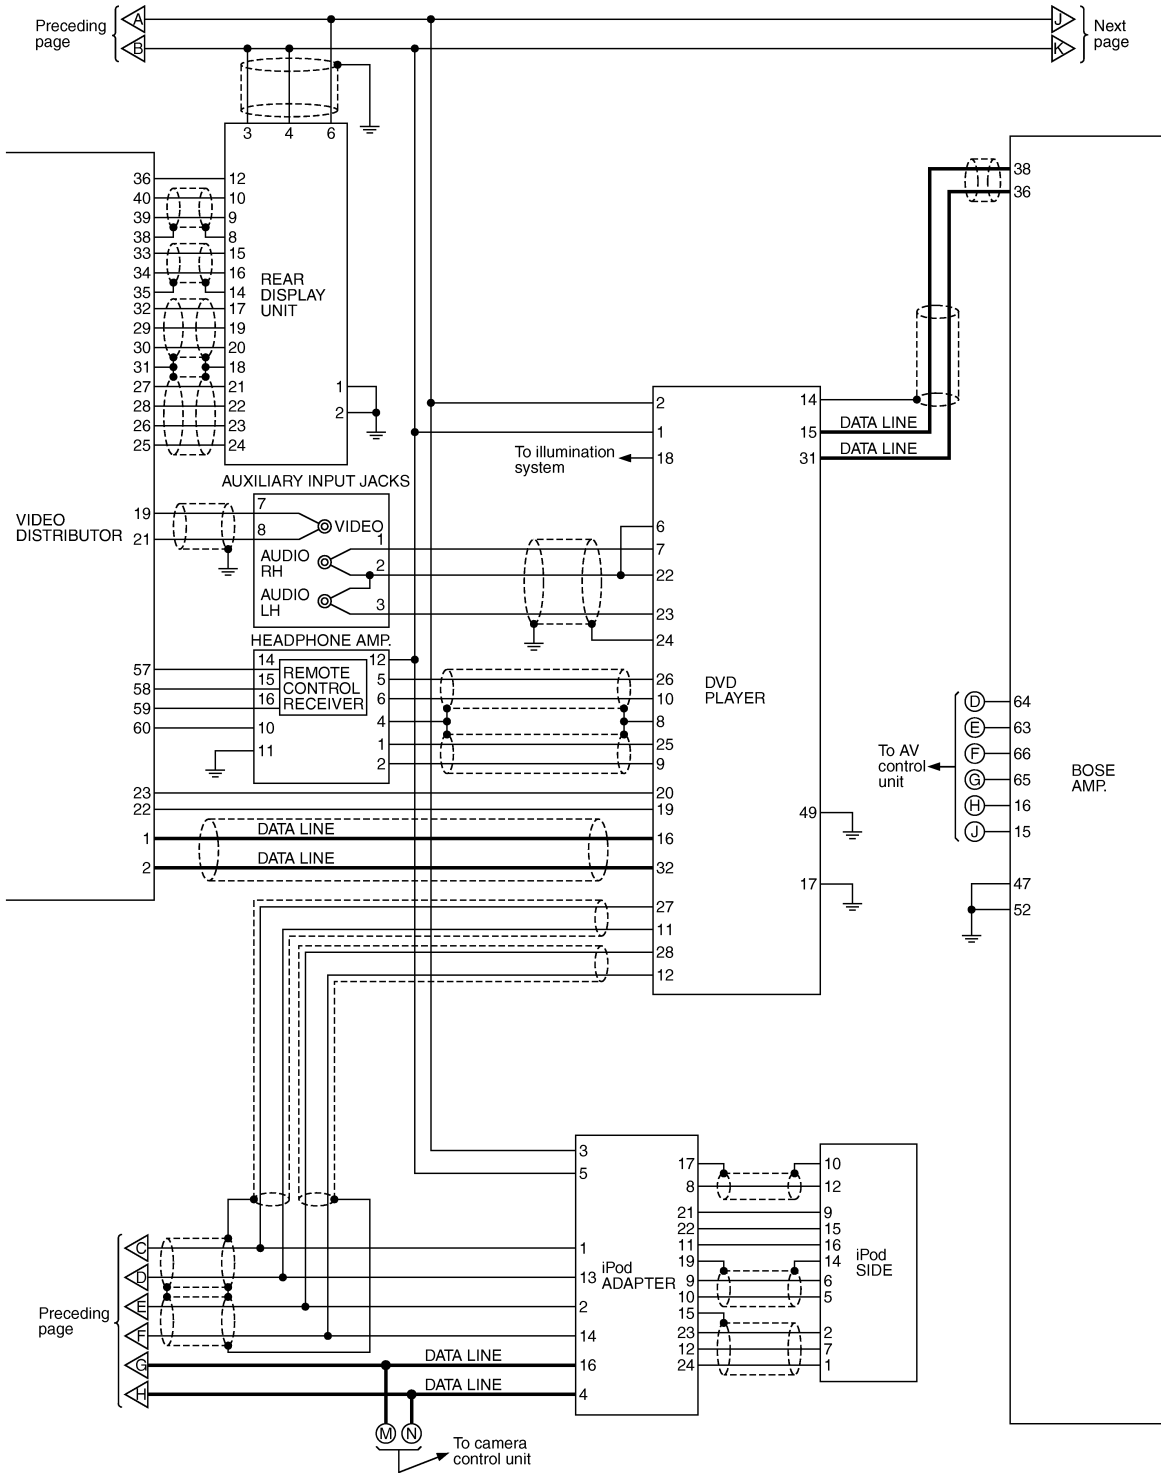 Preceding
page
A
B
J
K
Next
page
3 4 6
36 12
40 10
39 9
38 8
33 15
34 16
35 14
32 17
29 19
30 20
31 18
27 21
28 22
26 23
25 24
REAR
DISPLAY
UNIT
1
2
38
36
AUXILIARY INPUT JACKS
VIDEO
DISTRIBUTOR
19 7
21 8
VIDEO
AUDIO
RH
AUDIO
LH
1
2
3
HEADPHONE AMP.
57 14
58 15
59 16
60 10
11
REMOTE
CONTROL
RECEIVER
12
5
6
4
1
2
23
22
1
2
DATA LINE
DATA LINE
2
1
To illumination
system
18
6
7
22
23
24
26
10
8
25
9
20
19
16
32
27
11
28
12
DVD
PLAYER
14
15
31
DATA LINE
DATA LINE
49
17
To AV
control
unit
D 64
E 63
F 66
G 65
H 16
J 15
47
52
BOSE
AMP.
Preceding
page
C
D
E
F
G
H
DATA LINE
DATA LINE
M N
To camera
control unit
3
5
1
13
2
14
16
4
iPod
ADAPTER
17 10
8 12
21 9
22 15
11 16
19 14
9 6
10 5
15
23 2
12 7
24 1
iPod
SIDE